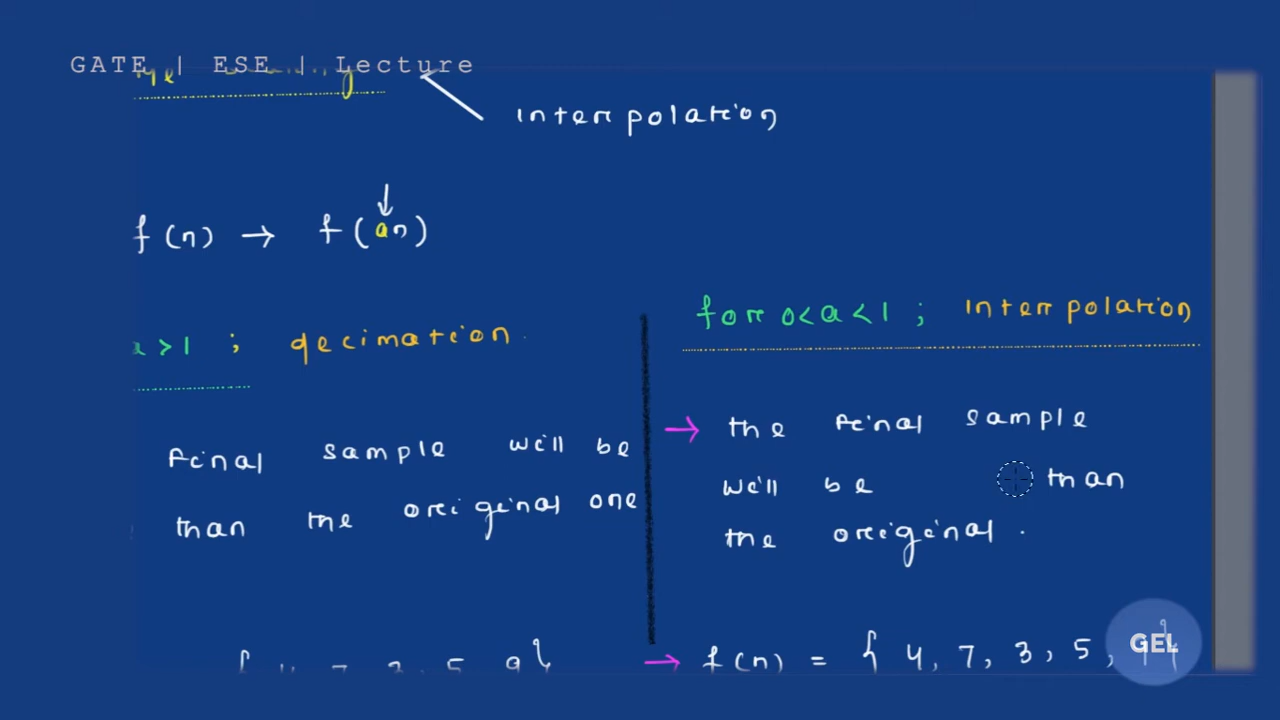 GATE | ESE | Lecture
Interpolation
f(n) → f(an)
a>1 ; decimation.
final sample will be
than the original one
for 0<a<1 ; Interpolation
→ the final sample
will be than
the original.
→ f(n) = { 4, 7, 3, 5,
GEL